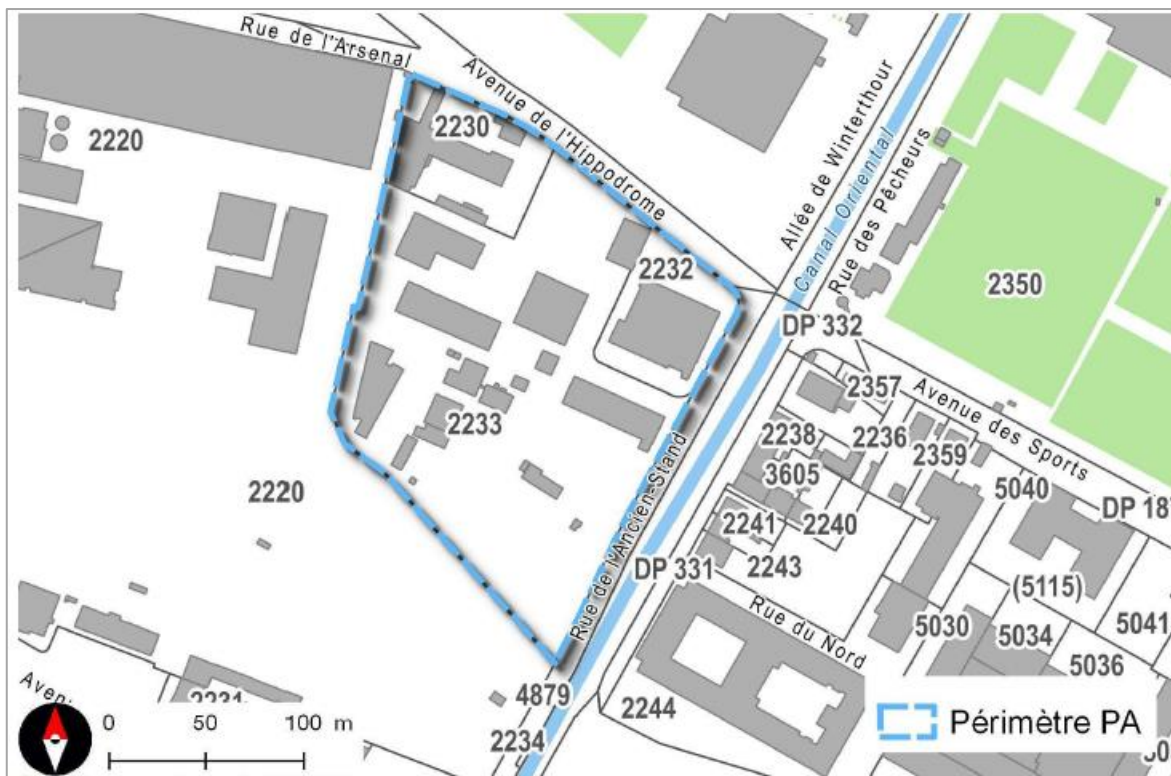 Rue de l'Arsenal
Avenue de l'Hippodrome
2230
2220
Allée de Winterthour
Canal Oriental
Rue des Pêcheurs
2232
2350
DP 332
2357
Avenue des Sports
2238
2236
2359
2233
3605
5040
DP 18
2220
2241
2240
Rue de l'Ancien-Stand
DP 331
2243
(5115)
Rue du Nord
5030
5034
5041
5036
4879
2231
2244
Aven
0 50 100 m
2234
Périmètre PA